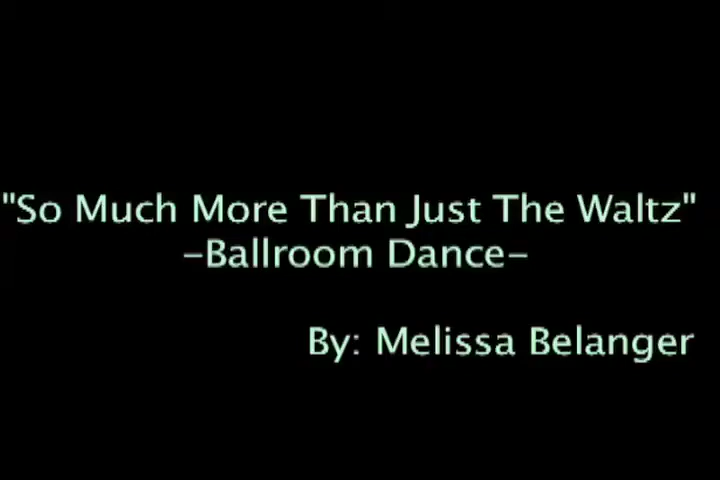 "So Much More Than Just The Waltz"
-Ballroom Dance-
By: Melissa Belanger